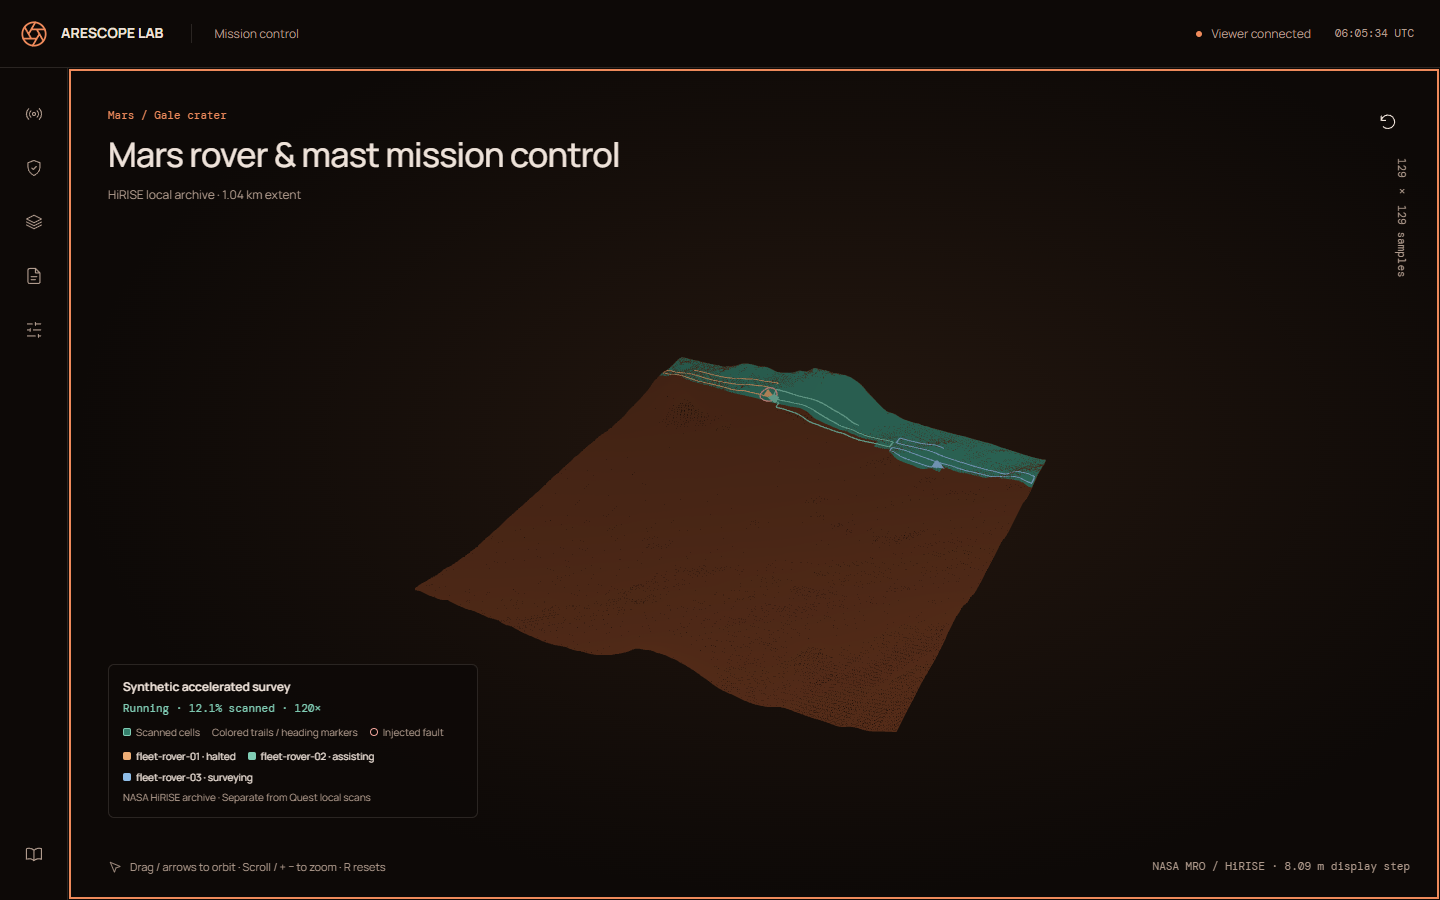 ARESCOPE LAB
Mission control
Viewer connected
06:05:34 UTC
Mars / Gale crater
Mars rover & mast mission control
HiRISE local archive · 1.04 km extent
129 × 129 samples
Synthetic accelerated survey
Running · 12.1% scanned · 120×
Scanned cells Colored trails / heading markers Injected fault
fleet-rover-01 · halted fleet-rover-02 · assisting
fleet-rover-03 · surveying
NASA HiRISE archive · Separate from Quest local scans
Drag / arrows to orbit · Scroll / + − to zoom · R resets
NASA MRO / HiRISE · 8.09 m display step